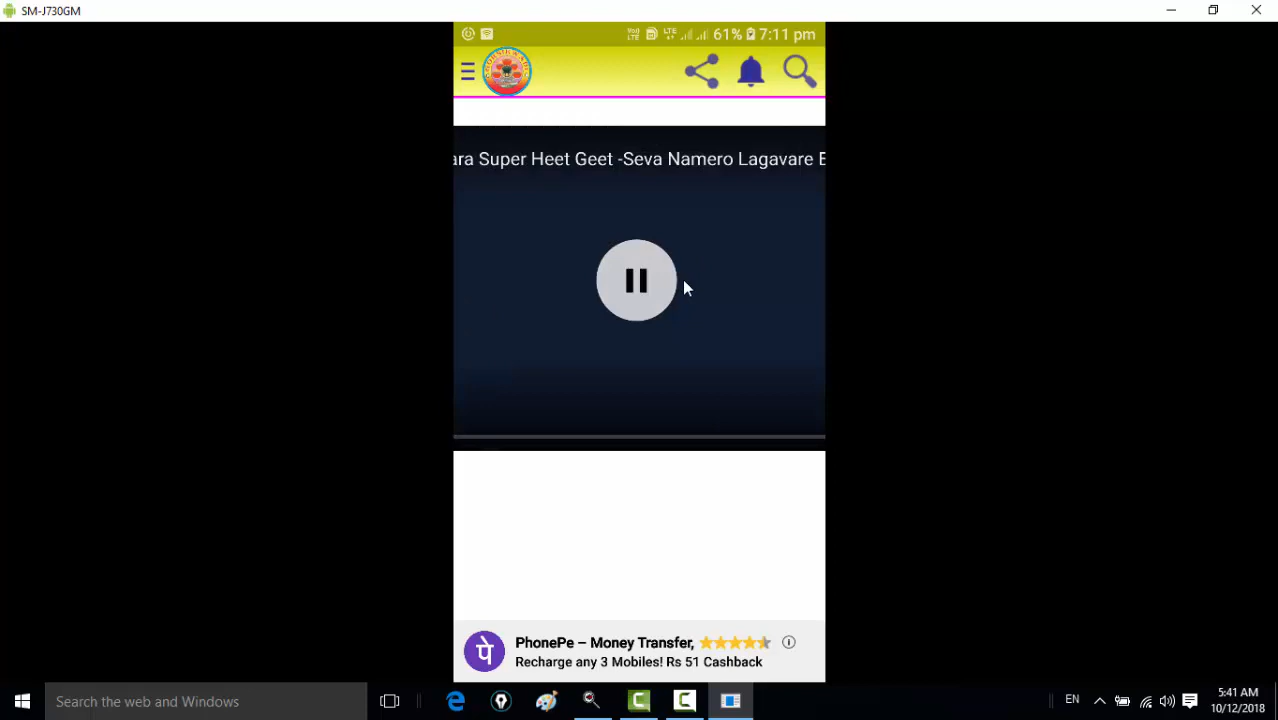 SM-J730GM
61% 7:11 pm
ara Super Heet Geet -Seva Namero Lagavare E
पे
PhonePe – Money Transfer,
Recharge any 3 Mobiles! Rs 51 Cashback
Search the web and Windows
EN
5:41 AM
10/12/2018